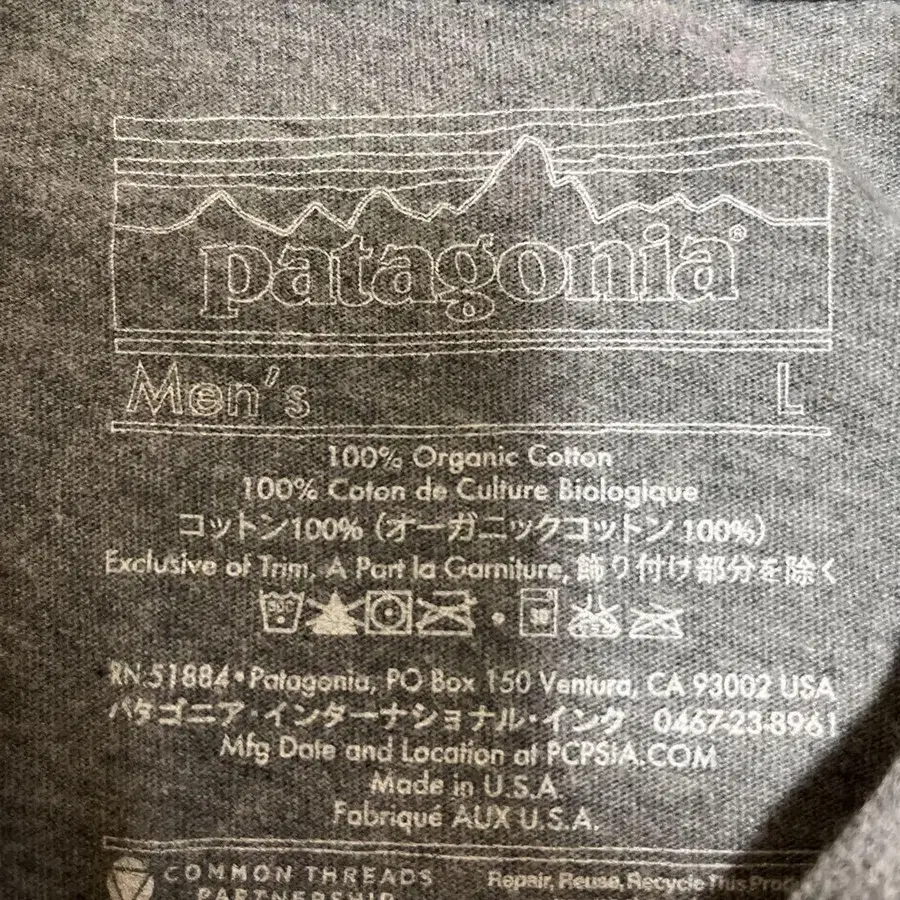 patagonia®
Men's L
100% Organic Cotton
100% Coton de Culture Biologique
コットン100% (オーガニックコットン 100%)
Exclusive of Trim, A Part la Garniture, 飾り付け部分を除く
RN:51884•Patagonia, PO Box 150 Ventura, CA 93002 USA
パタゴニア・インターナショナル・インク 0467-23-8961
Mfg Date and Location at PCPSIA.COM
Made in U.S.A.
Fabriqué AUX U.S.A.
COMMON THREADS
PARTNERSHIP
Repair, Reuse, Recycle This